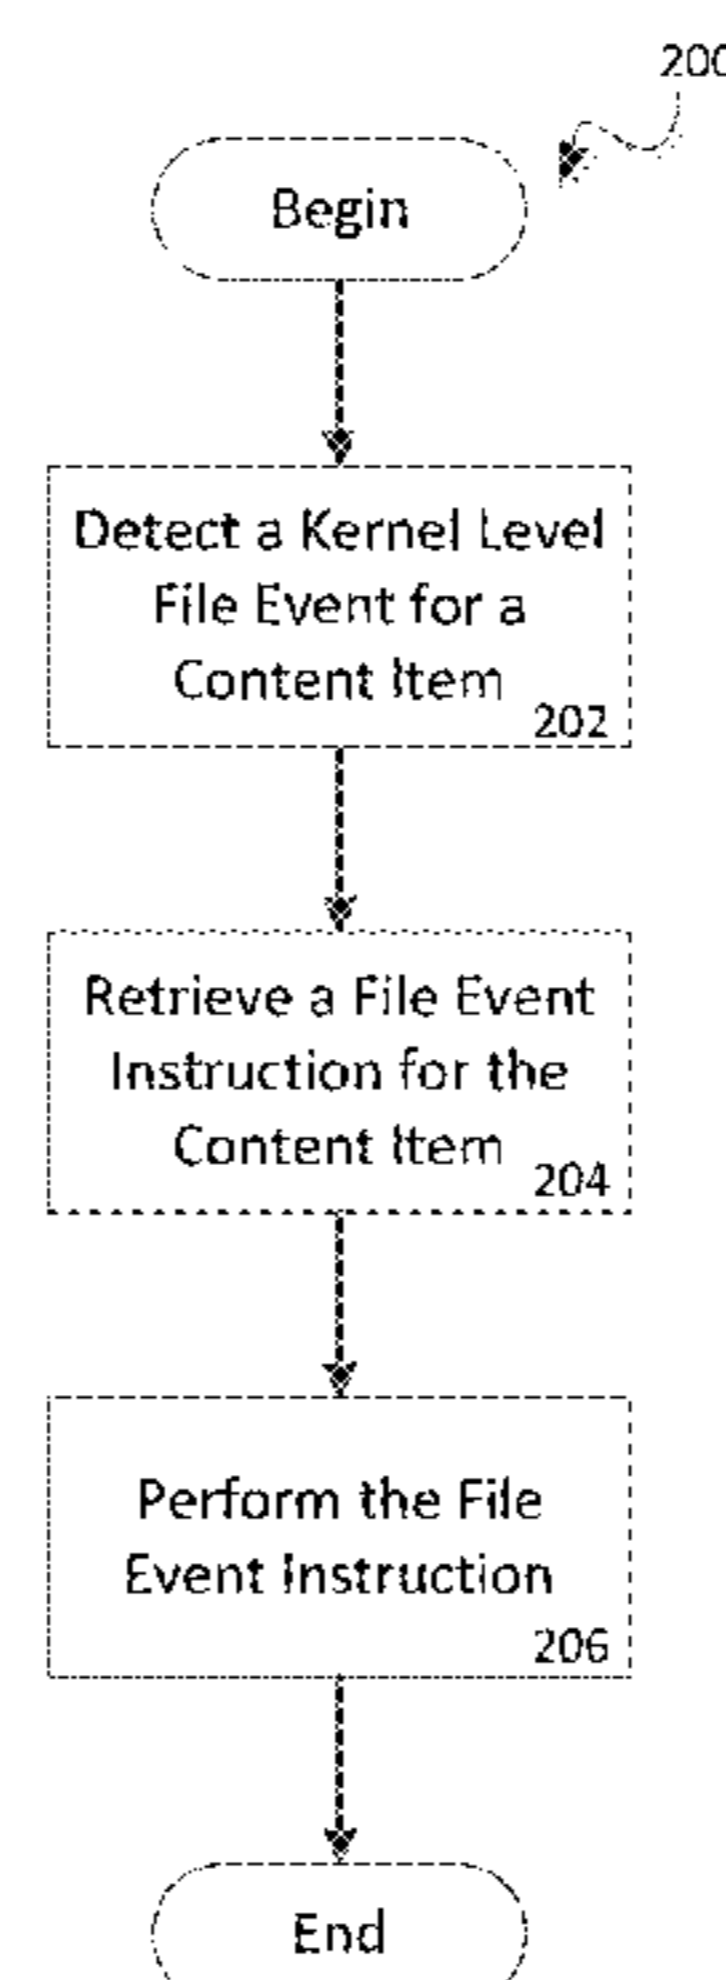 200
Begin
Detect a Kernel Level
File Event for a
Content Item
202
Retrieve a File Event
Instruction for the
Content Item
204
Perform the File
Event Instruction
206
End